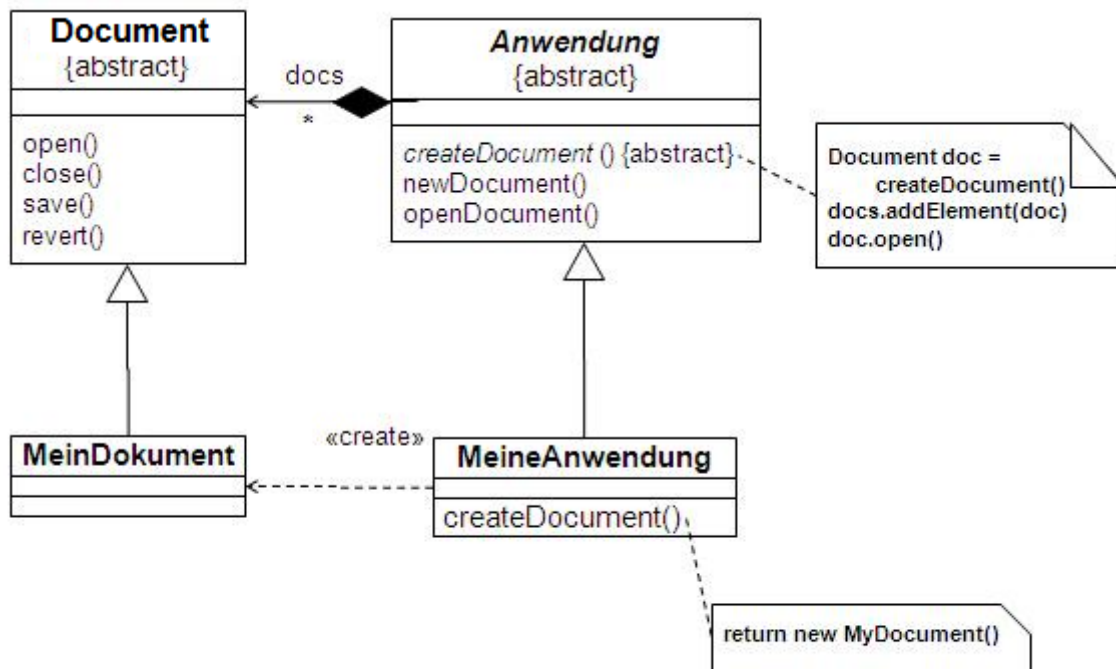 Document
{abstract}
open()
close()
save()
revert()
docs
*
Anwendung
{abstract}
createDocument () {abstract}
newDocument()
openDocument()
Document doc =
createDocument()
docs.addElement(doc)
doc.open()
MeinDokument
«create»
MeineAnwendung
createDocument()
return new MyDocument()